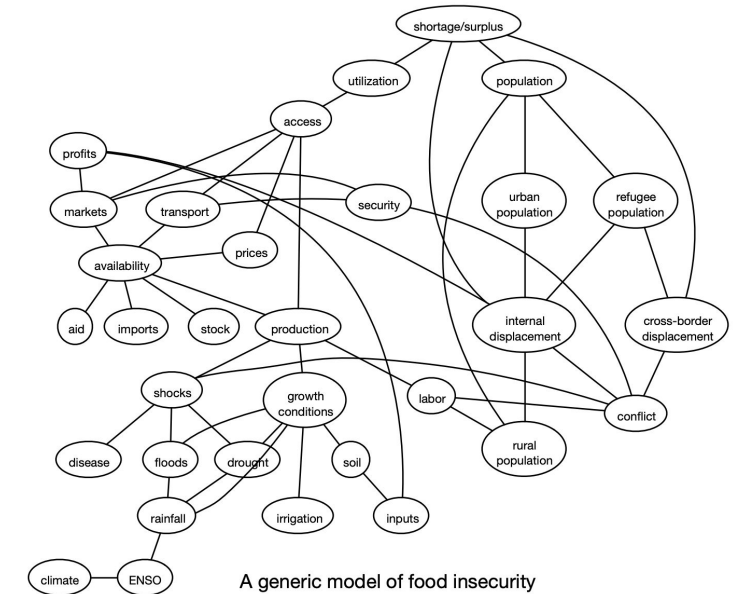 shortage/surplus
utilization
population
access
profits
markets
transport
security
urban
population
refugee
population
prices
availability
aid
imports
stock
production
internal
displacement
cross-border
displacement
shocks
growth
conditions
labor
conflict
disease
floods
drought
soil
rural
population
rainfall
irrigation
inputs
climate
ENSO
A generic model of food insecurity